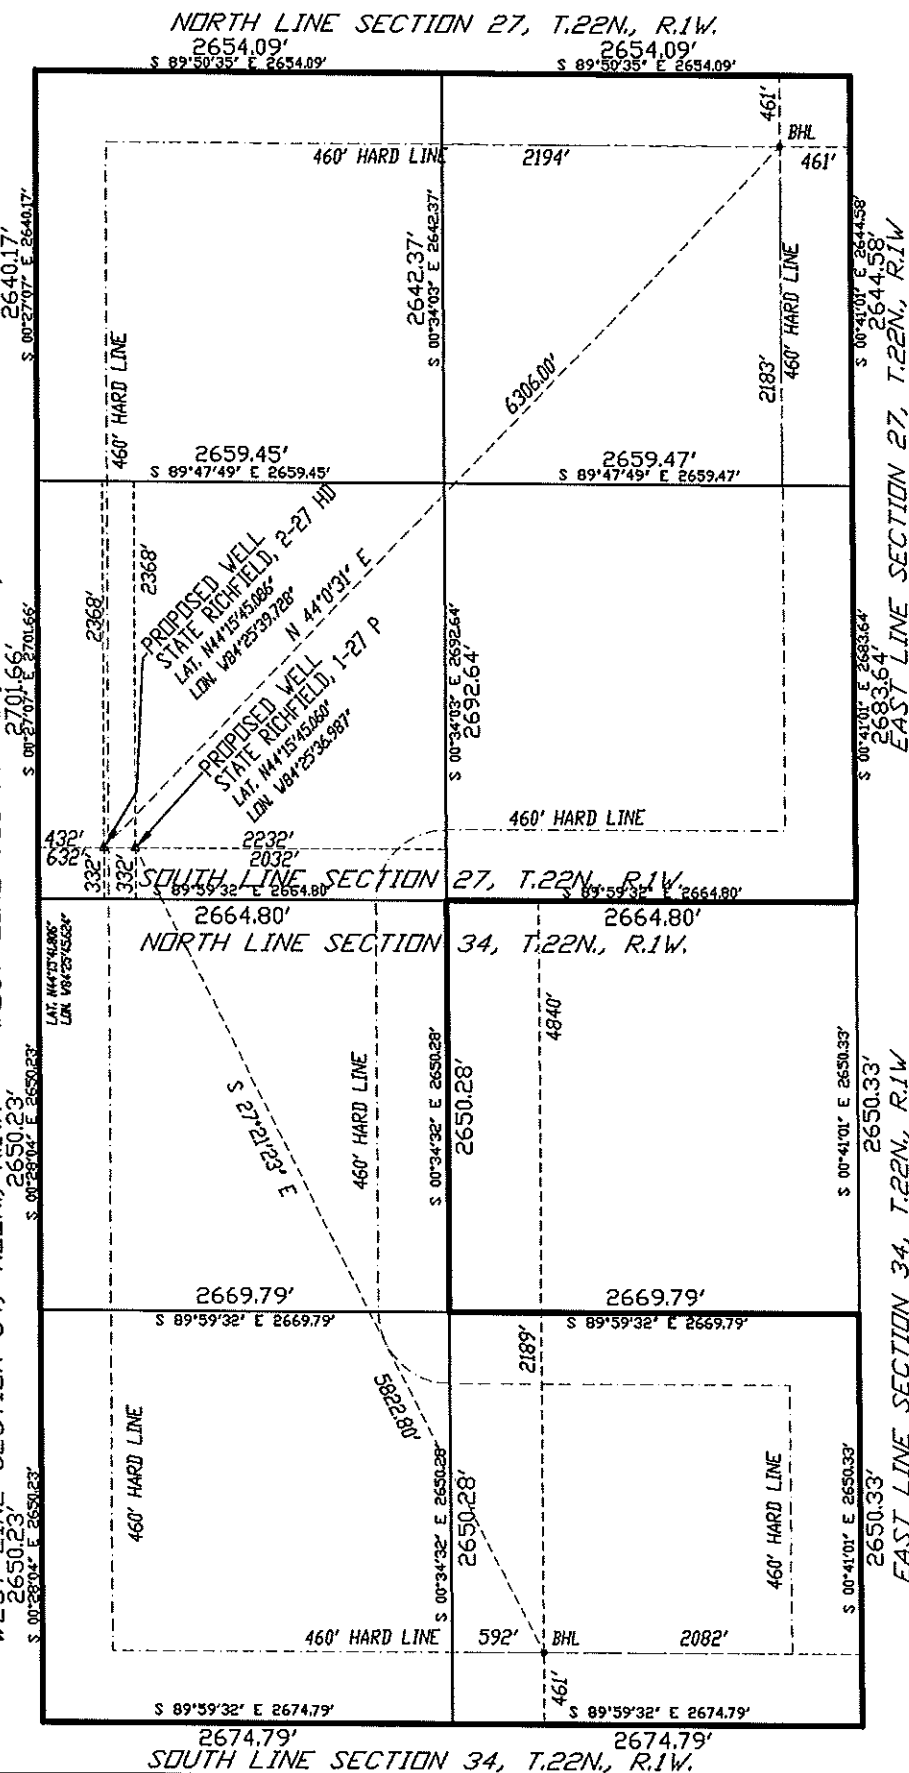 NORTH LINE SECTION 27, T.22N., R.1W.
2654.09' 2654.09'
S 89°50'35" E 2654.09' S 89°50'35" E 2654.09'
461'
BHL
460' HARD LINE 2194' 461'
2640.17'
S 00°27'07" E 2640.17'
2642.37'
S 00°34'03" E 2642.37'
S 00°41'01" E 2644.58'
2644.58'
EAST LINE SECTION 27, T.22N., R.1W
460' HARD LINE
460' HARD LINE
2183'
6306.00'
2659.45' 2659.47'
S 89°47'49" E 2659.45' S 89°47'49" E 2659.47'
2368'
2368'
PROPOSED WELL
STATE RICHFIELD, 2-27 HD
LAT. N44°15'45.086"
LON. W84°25'39.728"
N 44°0'31" E
PROPOSED WELL
STATE RICHFIELD, 1-27 P
LAT. N44°15'45.060"
LON. W84°25'36.987"
2701.66'
S 00°27'07" E 2701.66'
S 00°34'03" E 2692.64'
2692.64'
S 00°41'01" E 2683.64'
2683.64'
460' HARD LINE
432' 2232'
632' 2032'
332' 332'
SOUTH LINE SECTION 27, T.22N., R.1W.
S 89°59'32" E 2664.80' S 89°59'32" E 2664.80'
2664.80' 2664.80'
NORTH LINE SECTION 34, T.22N., R.1W.
4840'
S 27°21'23" E
460' HARD LINE
2650.23'
S 00°28'04" E 2650.23'
S 00°34'32" E 2650.28'
2650.28'
S 00°41'01" E 2650.33'
2650.33'
EAST LINE SECTION 34, T.22N., R.1W
2669.79' 2669.79'
S 89°59'32" E 2669.79' S 89°59'32" E 2669.79'
2189'
5822.80'
460' HARD LINE
460' HARD LINE
2650.23'
S 00°28'04" E 2650.23'
S 00°34'32" E 2650.28'
2650.28'
S 00°41'01" E 2650.33'
2650.33'
460' HARD LINE 592' BHL 2082'
461'
S 89°59'32" E 2674.79' S 89°59'32" E 2674.79'
2674.79' 2674.79'
SOUTH LINE SECTION 34, T.22N., R.1W.